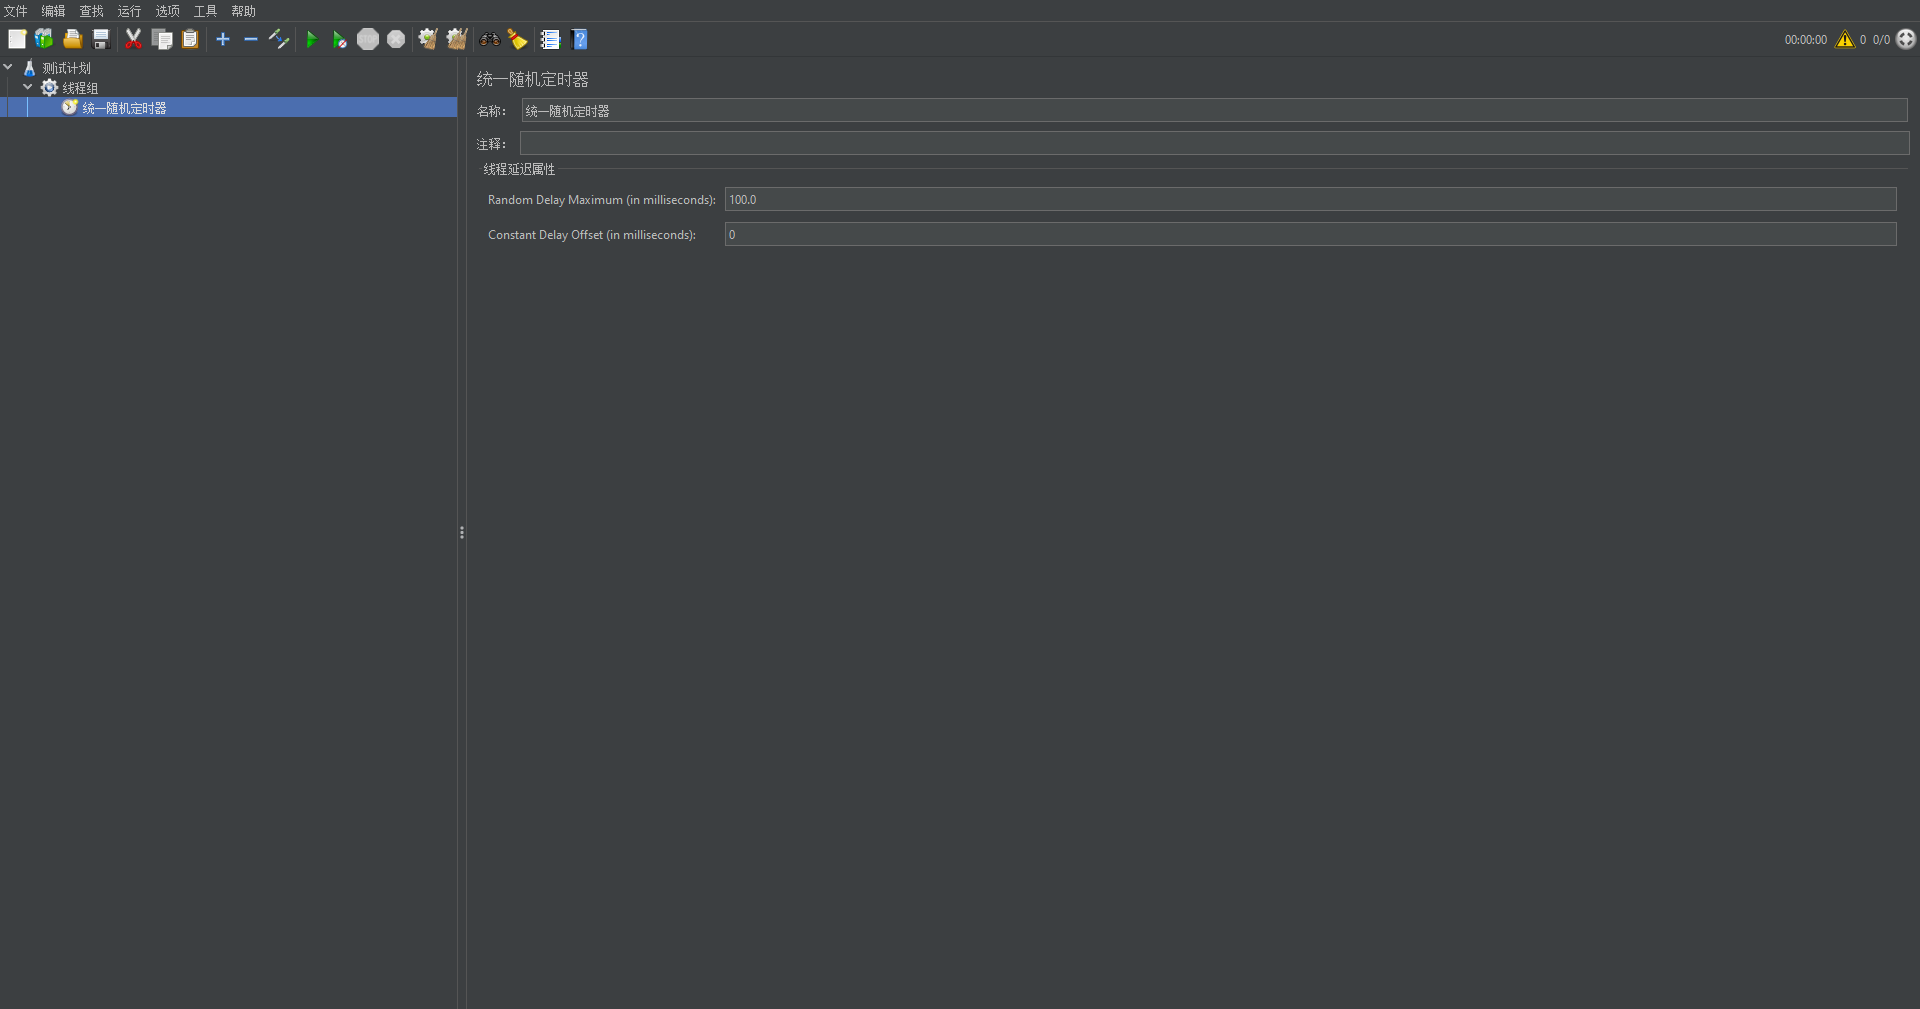 文件 编辑 查找 运行 选项 工具 帮助
00:00:00 0 0/0
测试计划
线程组
统一随机定时器
统一随机定时器
名称： 统一随机定时器
注释：
线程延迟属性
Random Delay Maximum (in milliseconds): 100.0
Constant Delay Offset (in milliseconds): 0